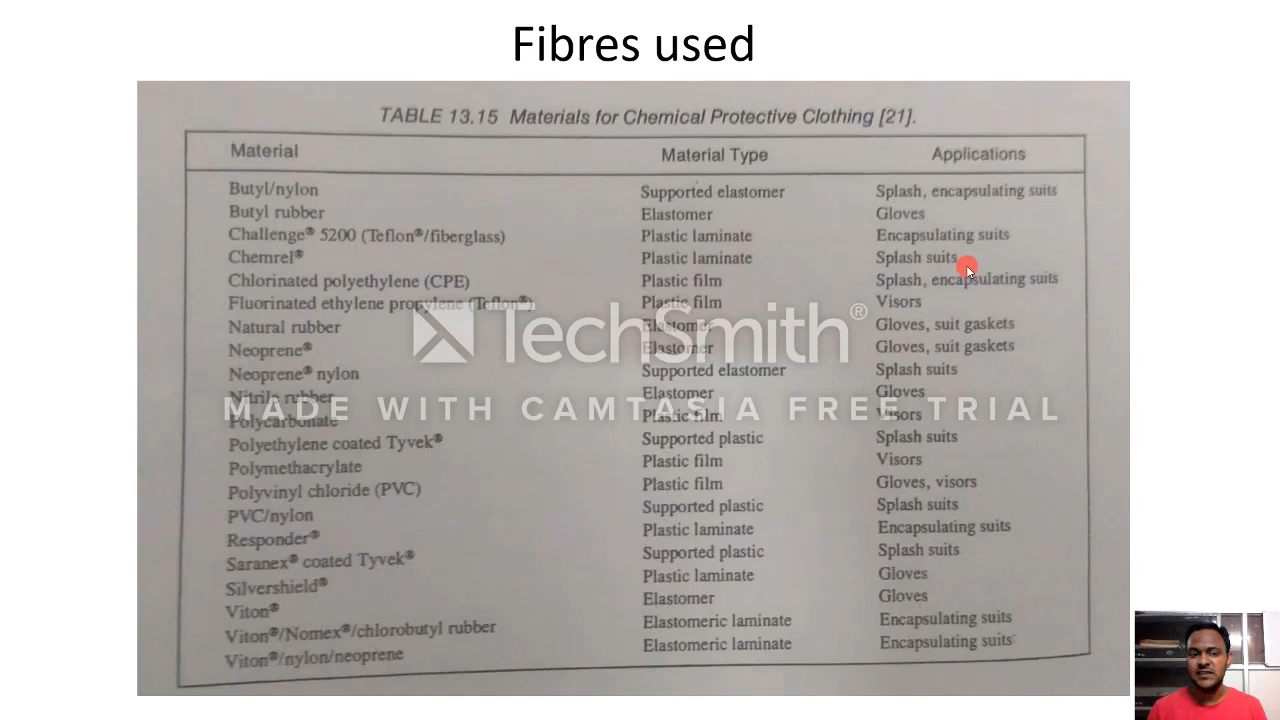 Fibres used
TABLE 13.15 Materials for Chemical Protective Clothing [21].
Material Material Type Applications
Butyl/nylon Supported elastomer Splash, encapsulating suits
Butyl rubber Elastomer Gloves
Challenge® 5200 (Teflon®/fiberglass) Plastic laminate Encapsulating suits
Chemrel® Plastic laminate Splash suits
Chlorinated polyethylene (CPE) Plastic film Splash, encapsulating suits
Fluorinated ethylene propylene (Teflon®) Plastic film Visors
Natural rubber Elastomer Gloves, suit gaskets
Neoprene® Elastomer Gloves, suit gaskets
Neoprene® nylon Supported elastomer Splash suits
Nitrile rubber Elastomer Gloves
Polycarbonate Plastic film Visors
Polyethylene coated Tyvek® Supported plastic Splash suits
Polymethacrylate Plastic film Visors
Polyvinyl chloride (PVC) Plastic film Gloves, visors
PVC/nylon Supported plastic Splash suits
Responder® Plastic laminate Encapsulating suits
Saranex® coated Tyvek® Supported plastic Splash suits
Silvershield® Plastic laminate Gloves
Viton® Elastomer Gloves
Viton®/Nomex®/chlorobutyl rubber Elastomeric laminate Encapsulating suits
Viton®/nylon/neoprene Elastomeric laminate Encapsulating suits
TechSmith®
MADE WITH CAMTASIA FREE TRIAL